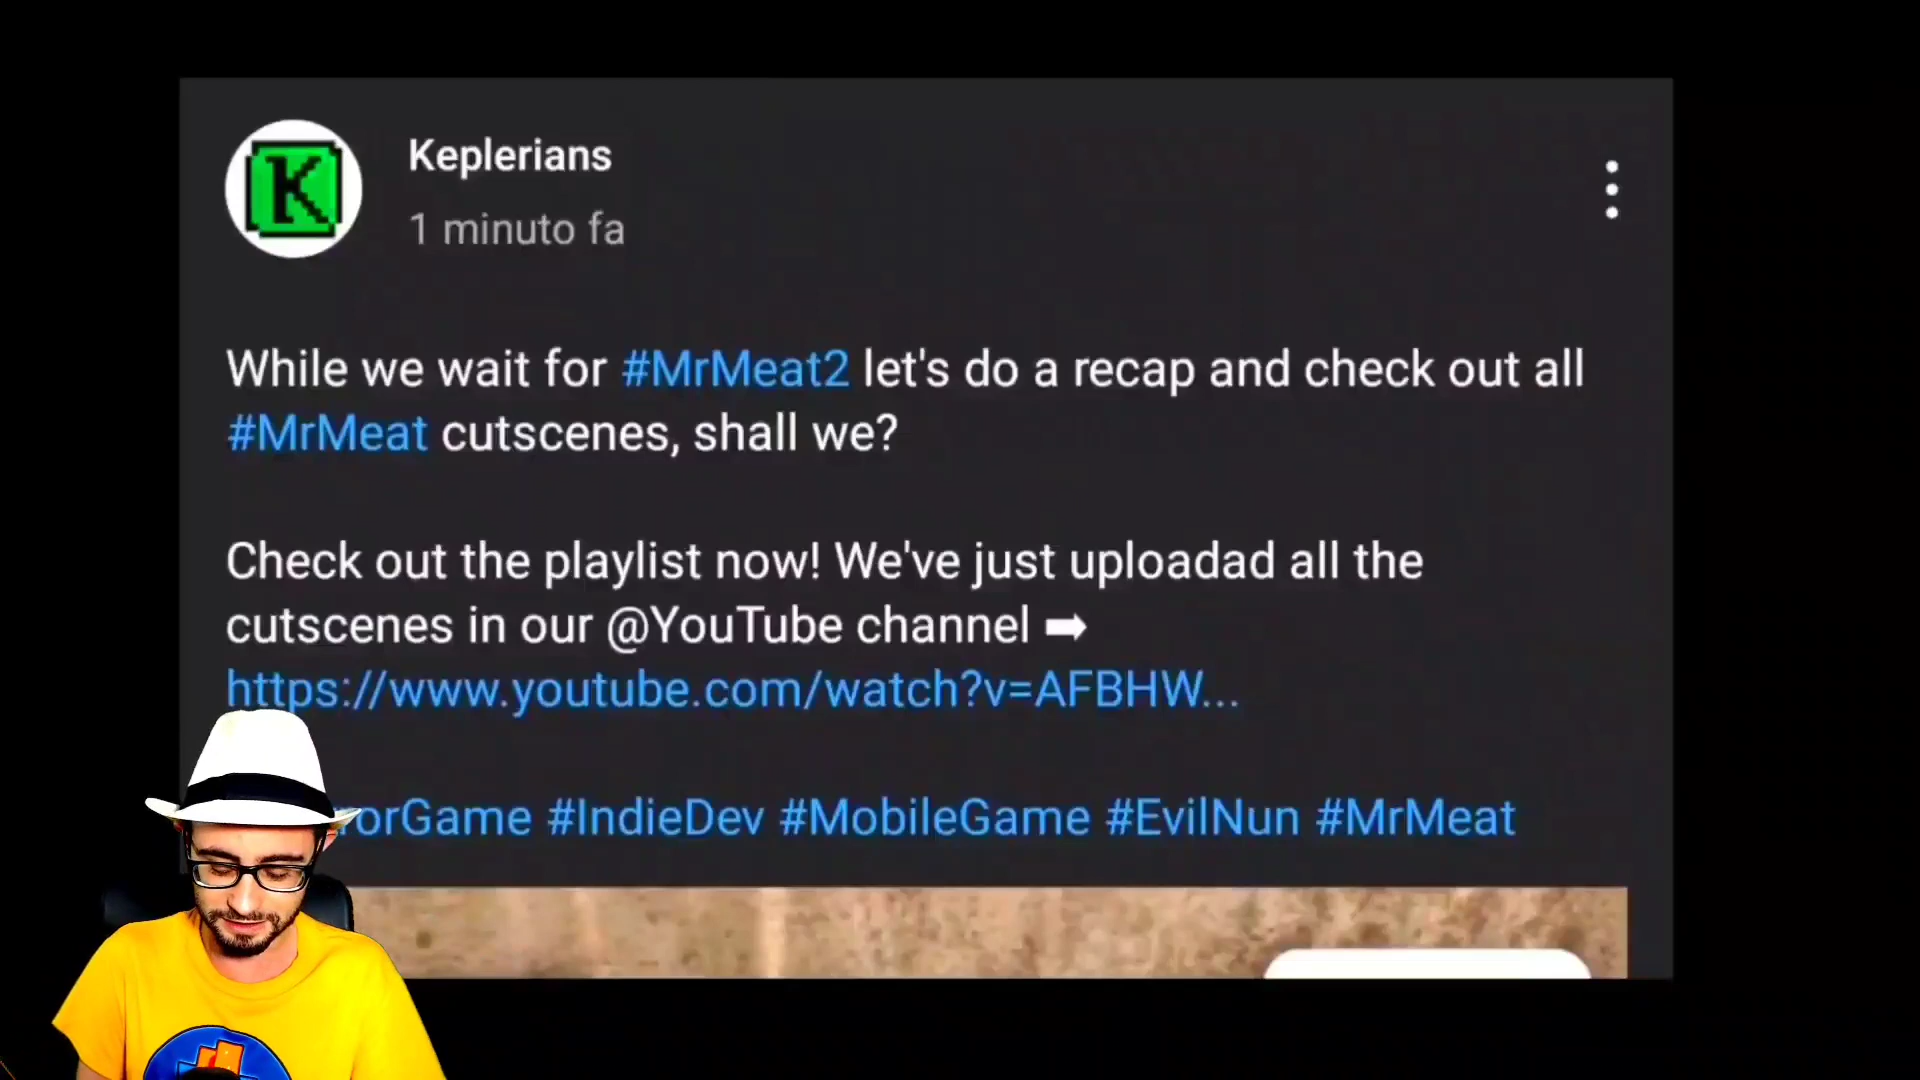 K
Keplerians
1 minuto fa
While we wait for #MrMeat2 let's do a recap and check out all
#MrMeat cutscenes, shall we?
Check out the playlist now! We've just uploadad all the
cutscenes in our @YouTube channel ➡
https://www.youtube.com/watch?v=AFBHW...
rorGame #IndieDev #MobileGame #EvilNun #MrMeat